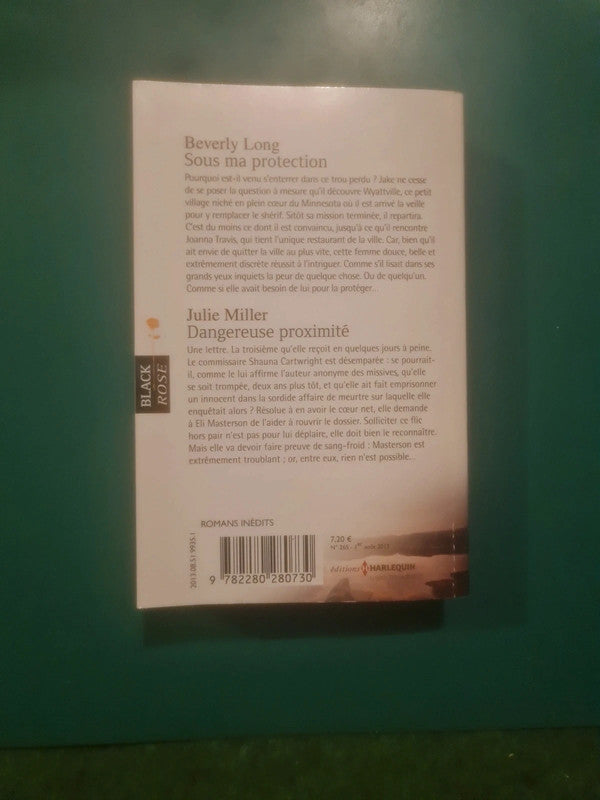 Beverly Long
Sous ma protection
Pourquoi est-il venu s'enterrer dans ce trou perdu ? Jake ne cesse
de se poser la question à mesure qu'il découvre Wyattville, ce petit
village niché en plein cœur du Minnesota où il est arrivé la veille
pour y remplacer le shérif. Sitôt sa mission terminée, il repartira.
C'est du moins ce dont il est convaincu, jusqu'à ce qu'il rencontre
Joanna Travis, qui tient l'unique restaurant de la ville. Car, bien qu'il
ait envie de quitter la ville au plus vite, cette femme douce, belle et
extrêmement discrète réussit à l'intriguer. Comme s'il lisait dans ses
grands yeux inquiets la peur de quelque chose. Ou de quelqu'un.
Comme si elle avait besoin de lui pour la protéger...
Julie Miller
Dangereuse proximité
Une lettre. La troisième qu'elle reçoit en quelques jours à peine.
Le commissaire Shauna Cartwright est désemparée : se pourrait-
il, comme le lui affirme l'auteur anonyme des missives, qu'elle
se soit trompée, deux ans plus tôt, et qu'elle ait fait emprisonner
un innocent dans la sordide affaire de meurtre sur laquelle elle
enquêtait alors ? Résolue à en avoir le cœur net, elle demande
à Eli Masterson de l'aider à rouvrir le dossier. Solliciter ce flic
hors pair n'est pas pour lui déplaire, elle doit bien le reconnaître.
Mais elle va devoir faire preuve de sang-froid : Masterson est
extrêmement troublant ; or, entre eux, rien n'est possible...
BLACK
ROSE
ROMANS INÉDITS
7,20 €
N° 265 - 1er août 2013
2013.08.51.9935.1
9 782280 280730
éditions HARLEQUIN